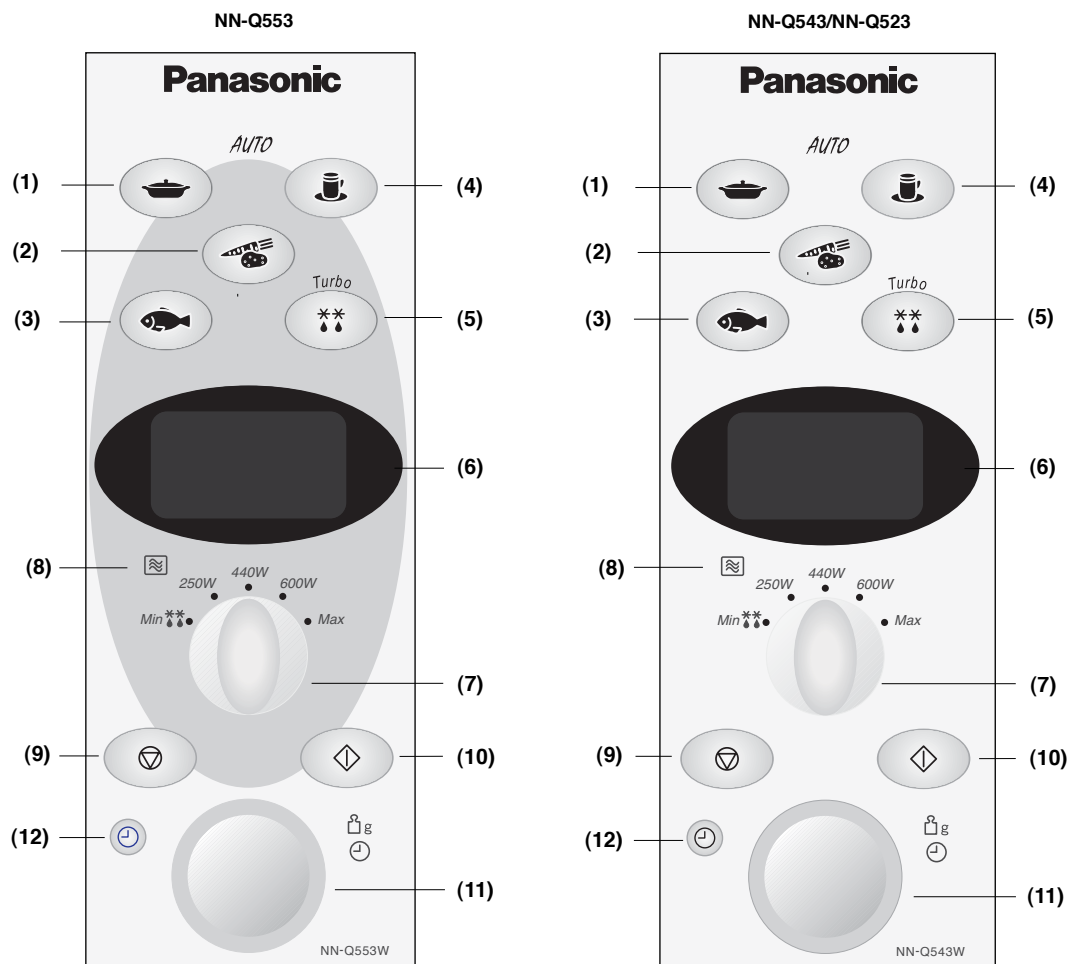 NN-Q553
Panasonic
AUTO
(1)
(4)
(2)
Turbo
(3)
(5)
(6)
(8)
250W
440W
600W
Min
Max
(7)
(9)
(10)
(12)
g
(11)
NN-Q553W
NN-Q543/NN-Q523
Panasonic
AUTO
(1)
(4)
(2)
Turbo
(3)
(5)
(6)
(8)
250W
440W
600W
Min
Max
(7)
(9)
(10)
(12)
g
(11)
NN-Q543W